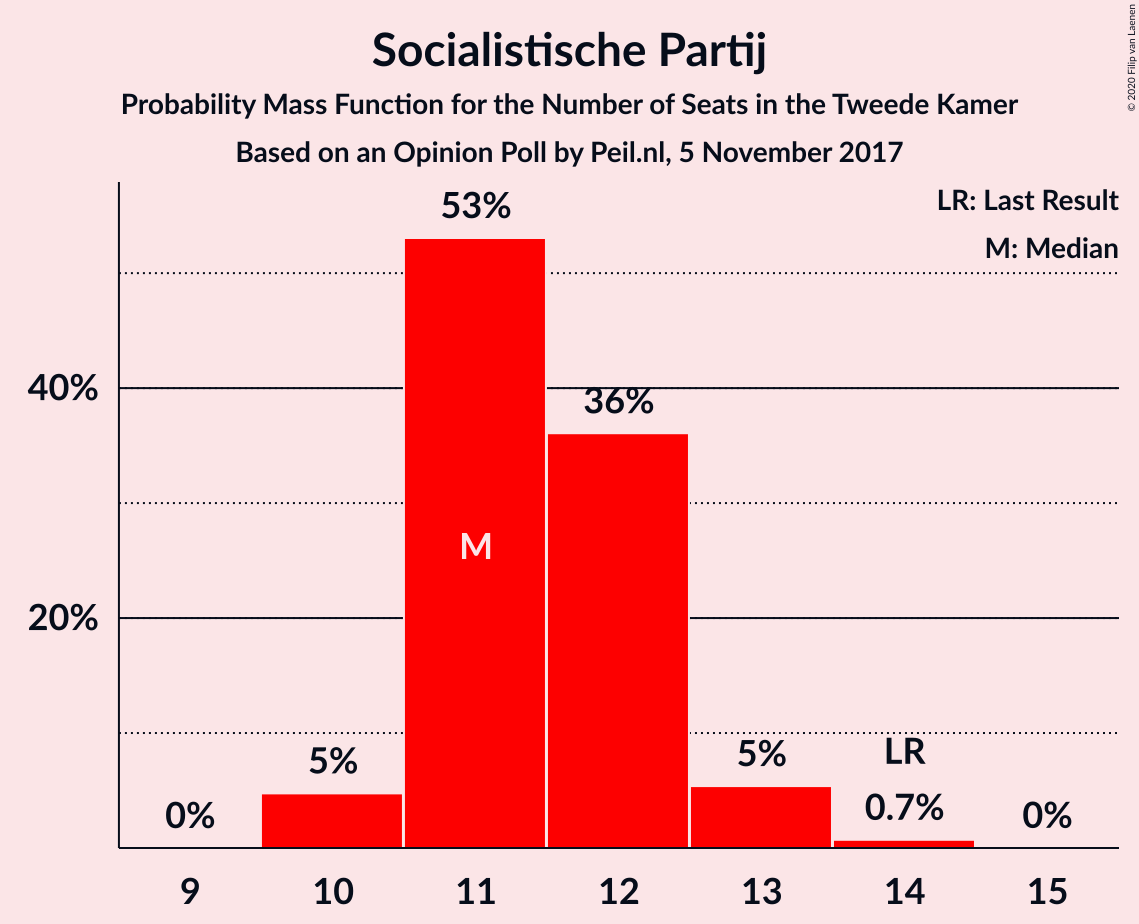 Socialistische Partij
Probability Mass Function for the Number of Seats in the Tweede Kamer
Based on an Opinion Poll by Peil.nl, 5 November 2017
© 2020 Filip van Laenen
LR: Last Result
M: Median
53%
40%
36%
M
20%
5%
5%
LR
0%
0.7%
0%
9 10 11 12 13 14 15